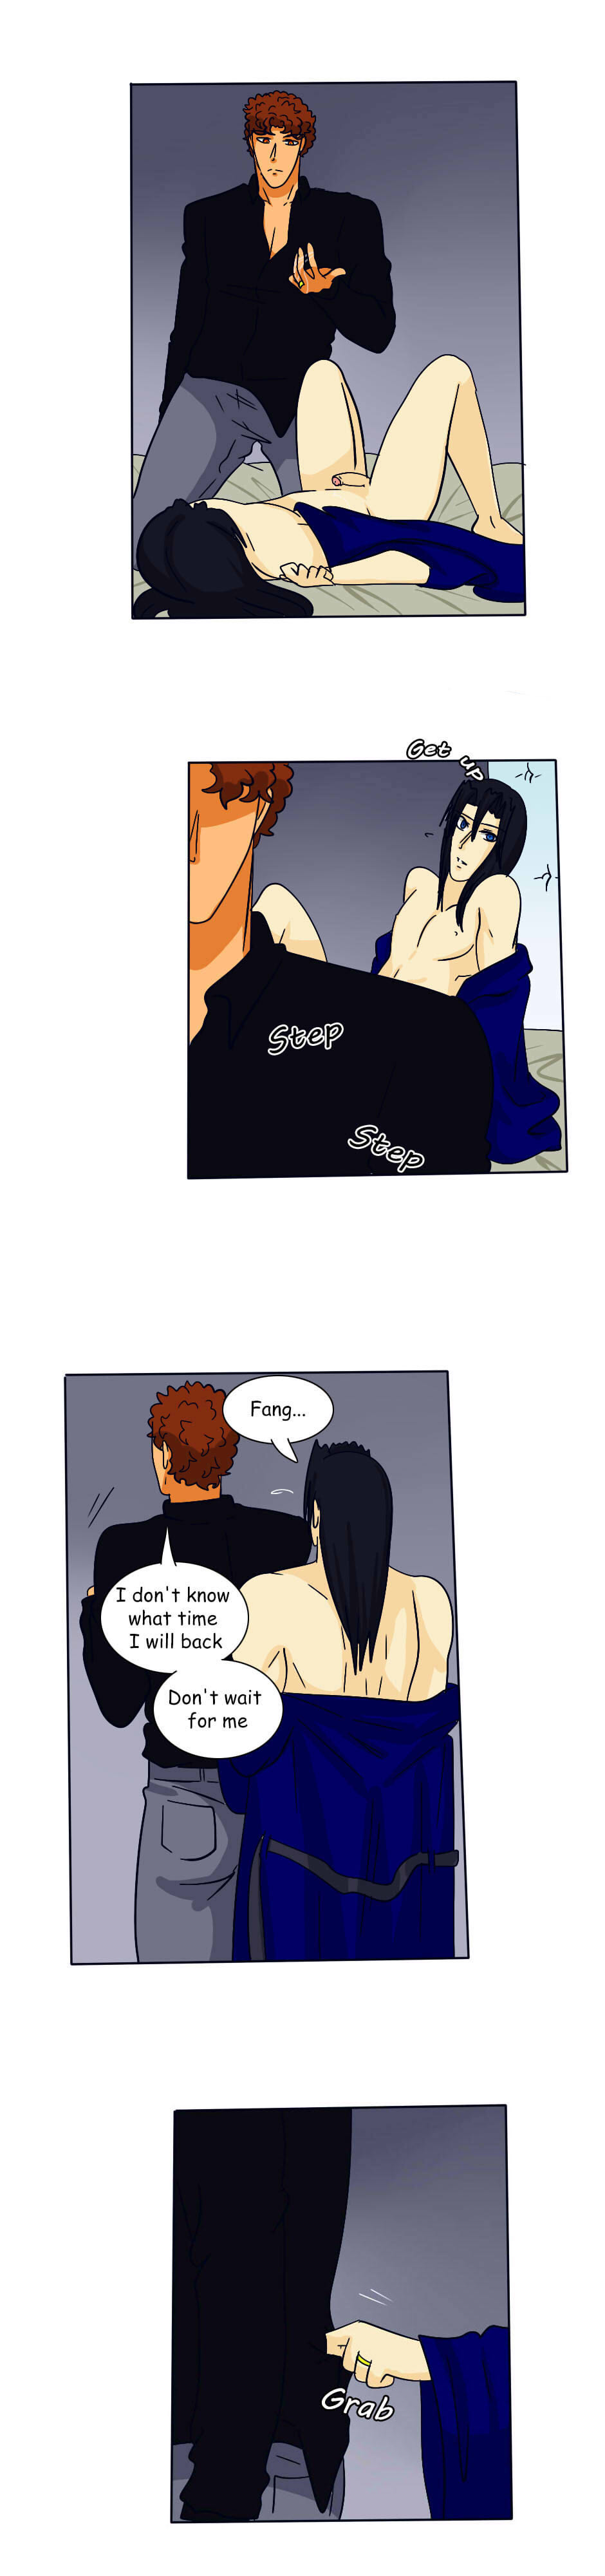 Get up
Step
Step
Fang...
I don't know
what time
I will back
Don't wait
for me
Grab